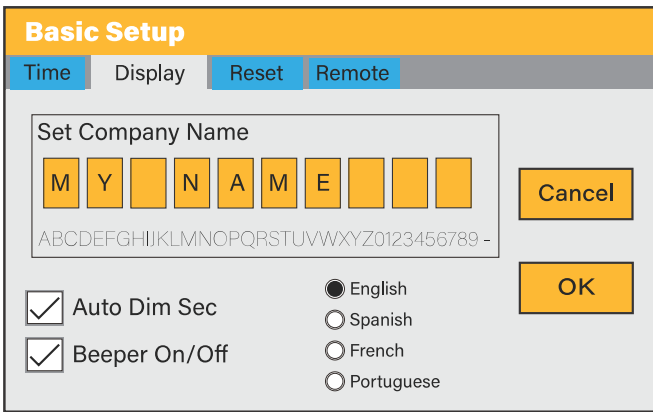 Basic Setup
Time Display Reset Remote
Set Company Name
M Y N A M E
ABCDEFGHIJKLMNOPQRSTUVWXYZ0123456789 -
Cancel
OK
Auto Dim Sec
Beeper On/Off
English
Spanish
French
Portuguese